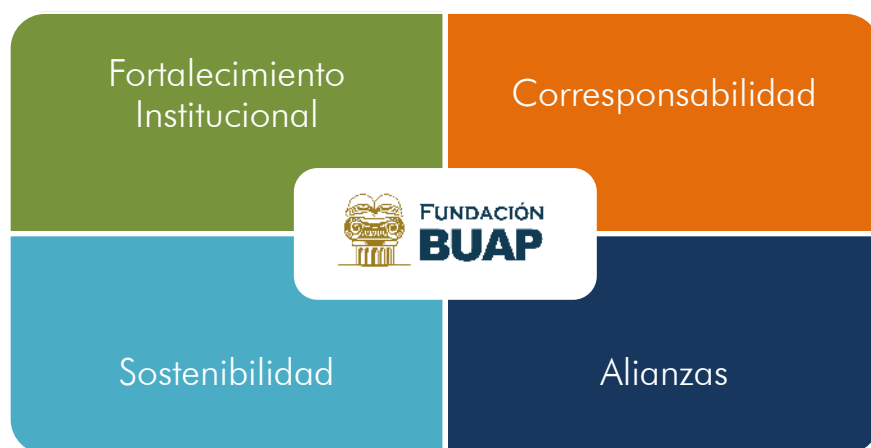 Fortalecimiento
Institucional
Corresponsabilidad
FUNDACIÓN
BUAP
Sostenibilidad
Alianzas